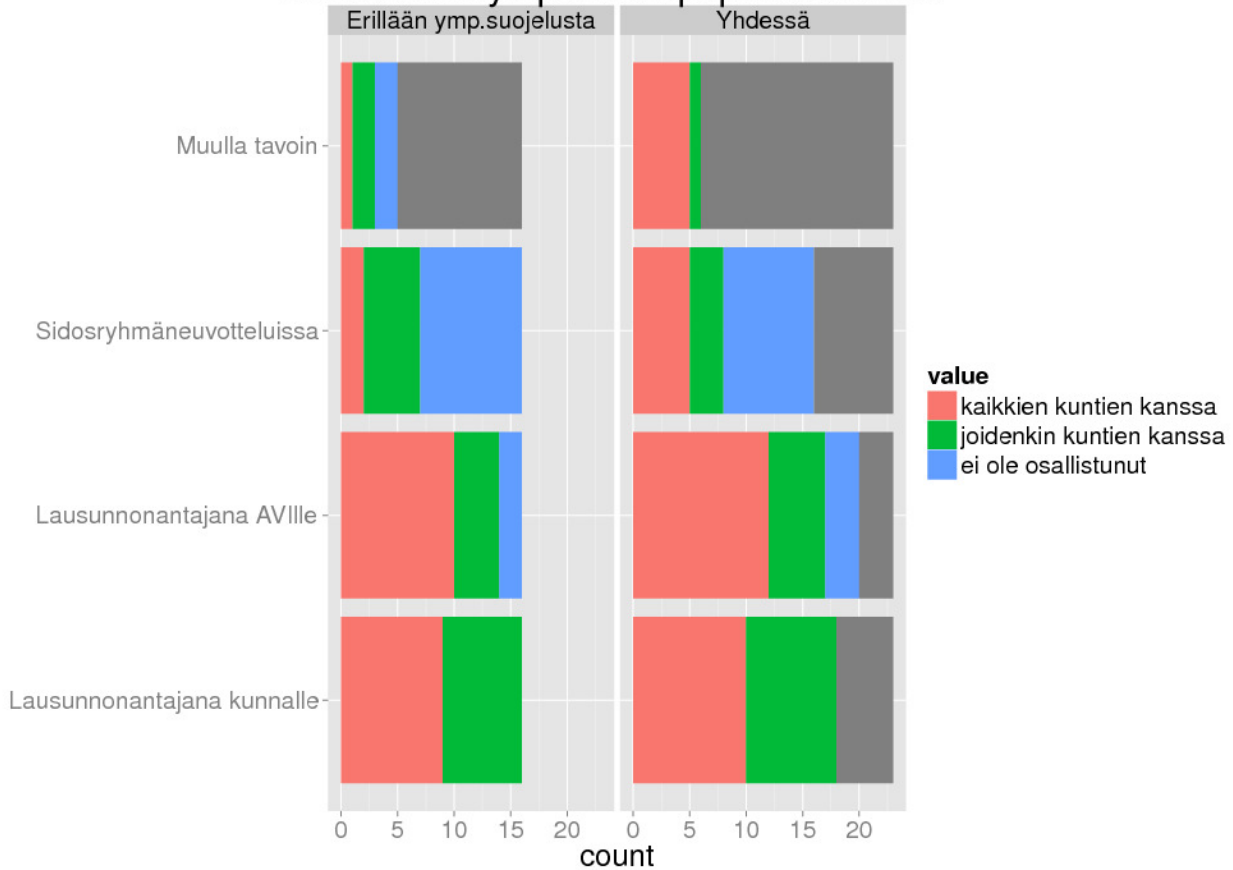 Erillään ymp.suojelusta
Yhdessä
Muulla tavoin
Sidosryhmäneuvotteluissa
Lausunnonantajana AVIlle
Lausunnonantajana kunnalle
value
kaikkien kuntien kanssa
joidenkin kuntien kanssa
ei ole osallistunut
0 5 10 15 20
0 5 10 15 20
count